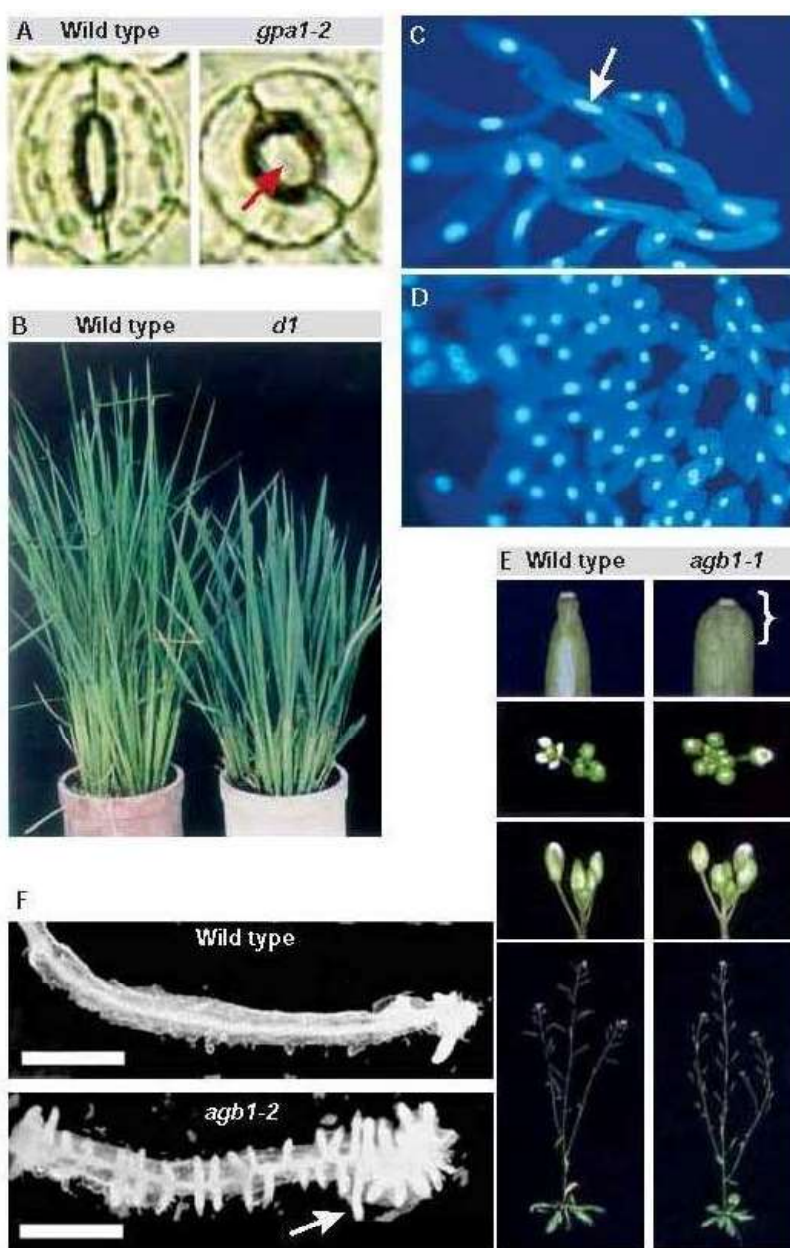 A Wild type gpa1-2
B Wild type d1
C
D
E Wild type agb1-1
F
Wild type
agb1-2